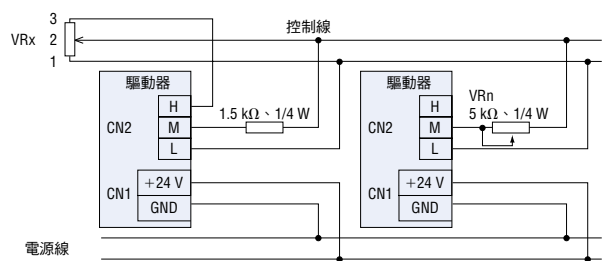 3
VRx 2
1
控制線
驅動器
CN2
H
M
L
1.5 kΩ、1/4 W
CN1
+24 V
GND
驅動器
CN2
H
M
L
VRn
5 kΩ、1/4 W
CN1
+24 V
GND
電源線